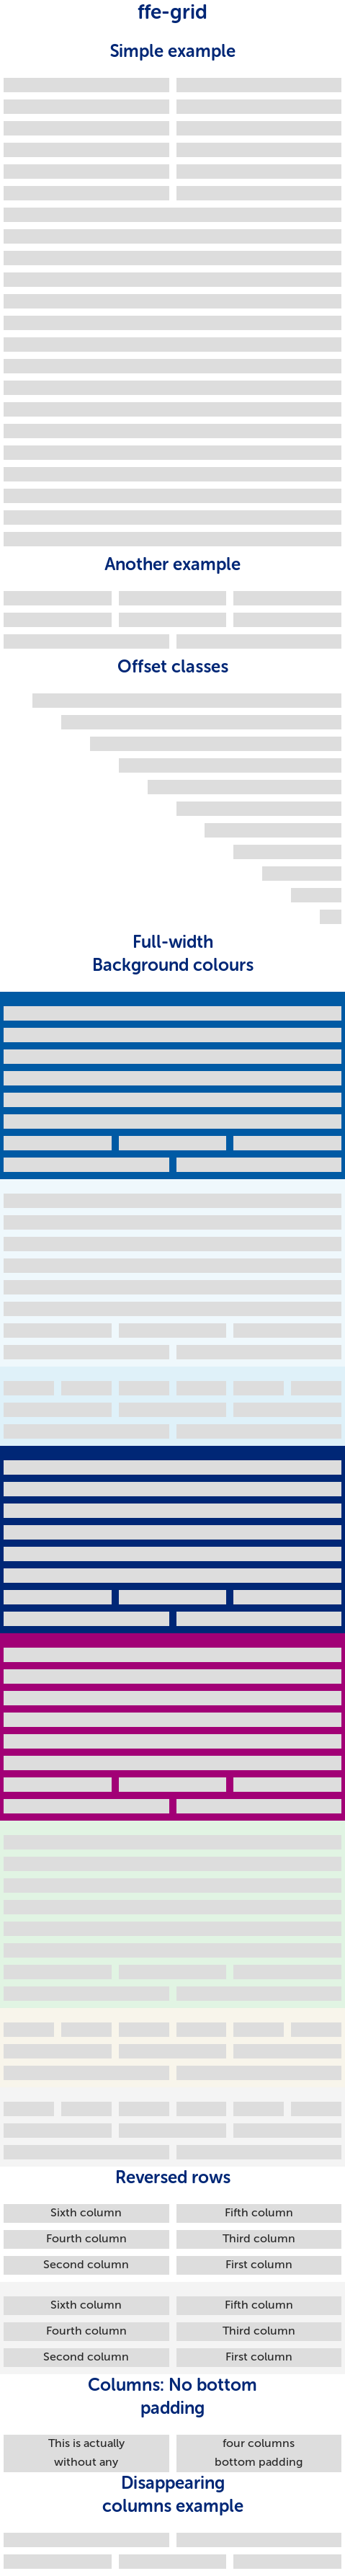 ffe-grid
Simple example
Another example
Offset classes
Full-width
Background colours
Reversed rows
Sixth column
Fifth column
Fourth column
Third column
Second column
First column
Sixth column
Fifth column
Fourth column
Third column
Second column
First column
Columns: No bottom
padding
This is actually
without any
four columns
bottom padding
Disappearing
columns example